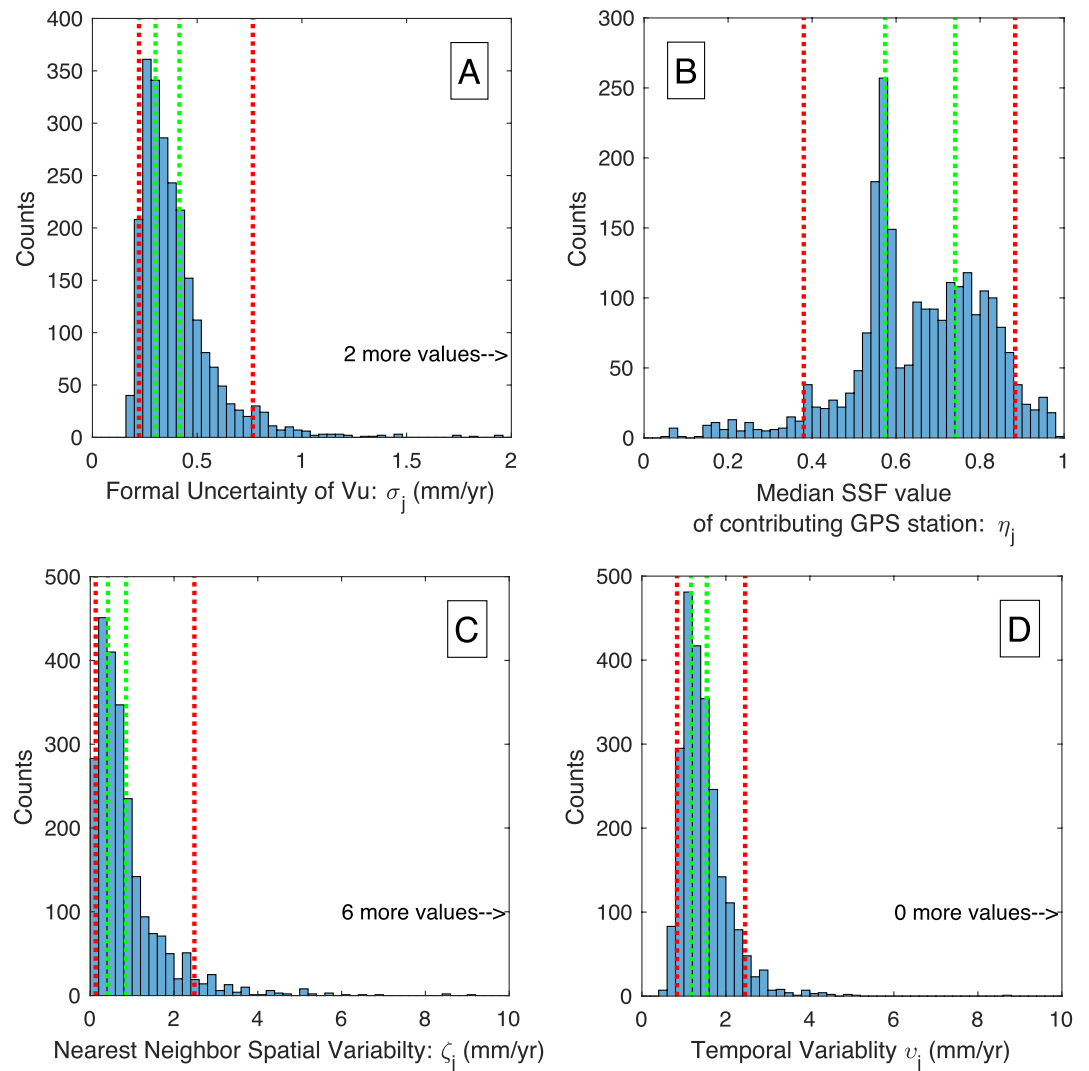 400
350
300
250
200
150
100
50
0
Counts
A
2 more values-->
0 0.5 1 1.5 2
Formal Uncertainty of Vu: σj (mm/yr)
300
250
200
150
100
50
0
Counts
B
0.2 0.4 0.6 0.8 1
Median SSF value
of contributing GPS station: ηj
500
400
300
200
100
0
Counts
C
6 more values-->
0 2 4 6 8 10
Nearest Neighbor Spatial Variabilty: ζj (mm/yr)
500
400
300
200
100
0
Counts
D
0 more values-->
0 2 4 6 8 10
Temporal Variablity υj (mm/yr)